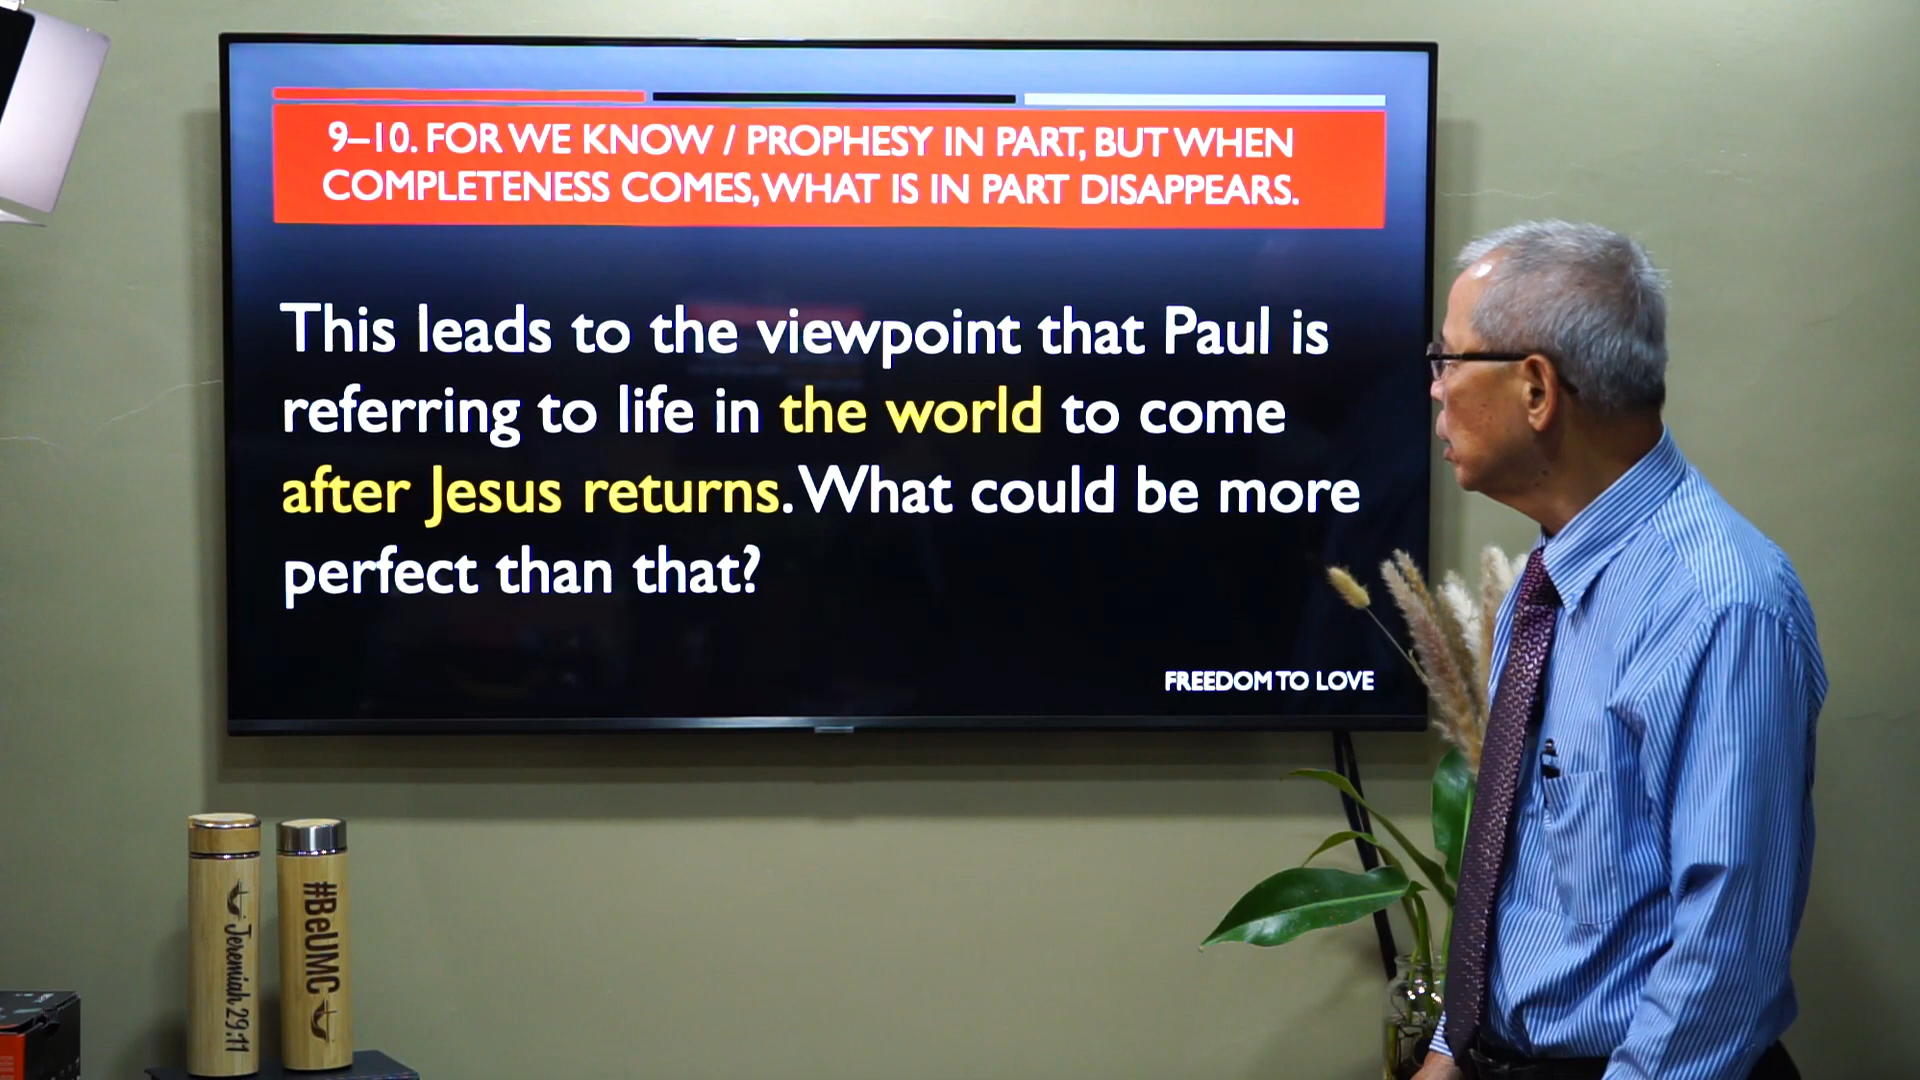 9–10. FOR WE KNOW / PROPHESY IN PART, BUT WHEN
COMPLETENESS COMES, WHAT IS IN PART DISAPPEARS.
This leads to the viewpoint that Paul is
referring to life in the world to come
after Jesus returns. What could be more
perfect than that?
FREEDOM TO LOVE
Jeremiah 29:11
#BeUMC